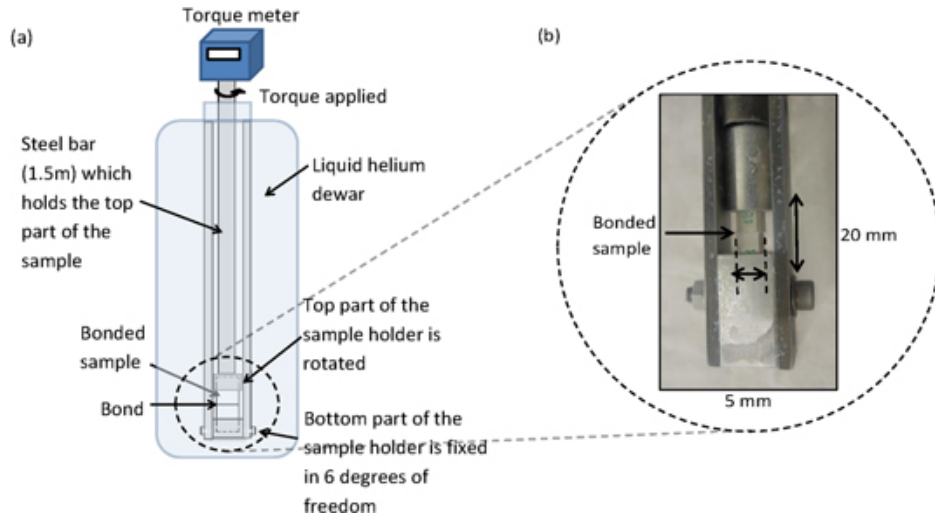 Torque meter
(a)
(b)
Torque applied
Steel bar
(1.5m) which
holds the top
part of the
sample
Liquid helium
dewar
Bonded
sample
20 mm
Top part of the
sample holder is
rotated
Bonded
sample
Bond
Bottom part of the
sample holder is fixed
in 6 degrees of
freedom
5 mm